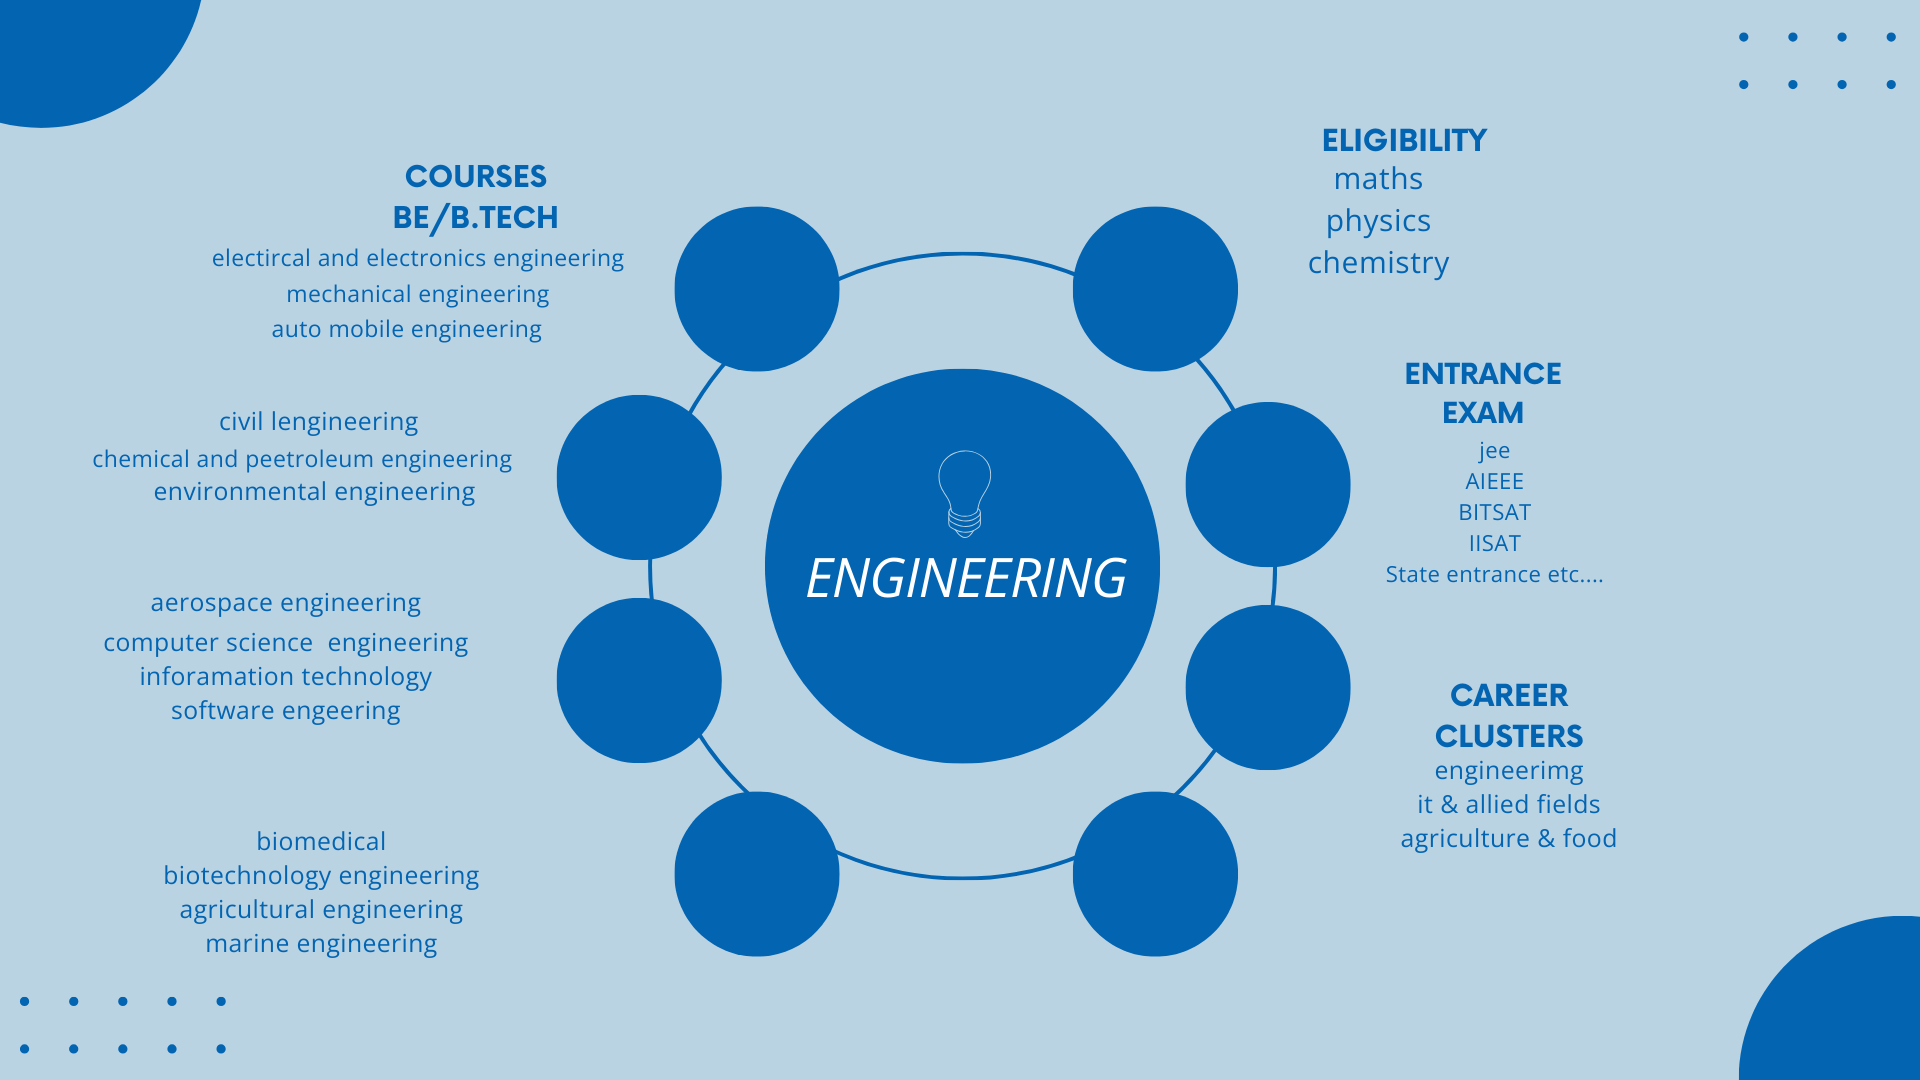 COURSES
BE/B.TECH
electircal and electronics engineering
mechanical engineering
auto mobile engineering
civil lengineering
chemical and peetroleum engineering
environmental engineering
aerospace engineering
computer science  engineering
inforamation technology
software engeering
biomedical
biotechnology engineering
agricultural engineering
marine engineering
ENGINEERING
ELIGIBILITY
maths
physics
chemistry
ENTRANCE
EXAM
jee
AIEEE
BITSAT
IISAT
State entrance etc....
CAREER
CLUSTERS
engineerimg
it & allied fields
agriculture & food